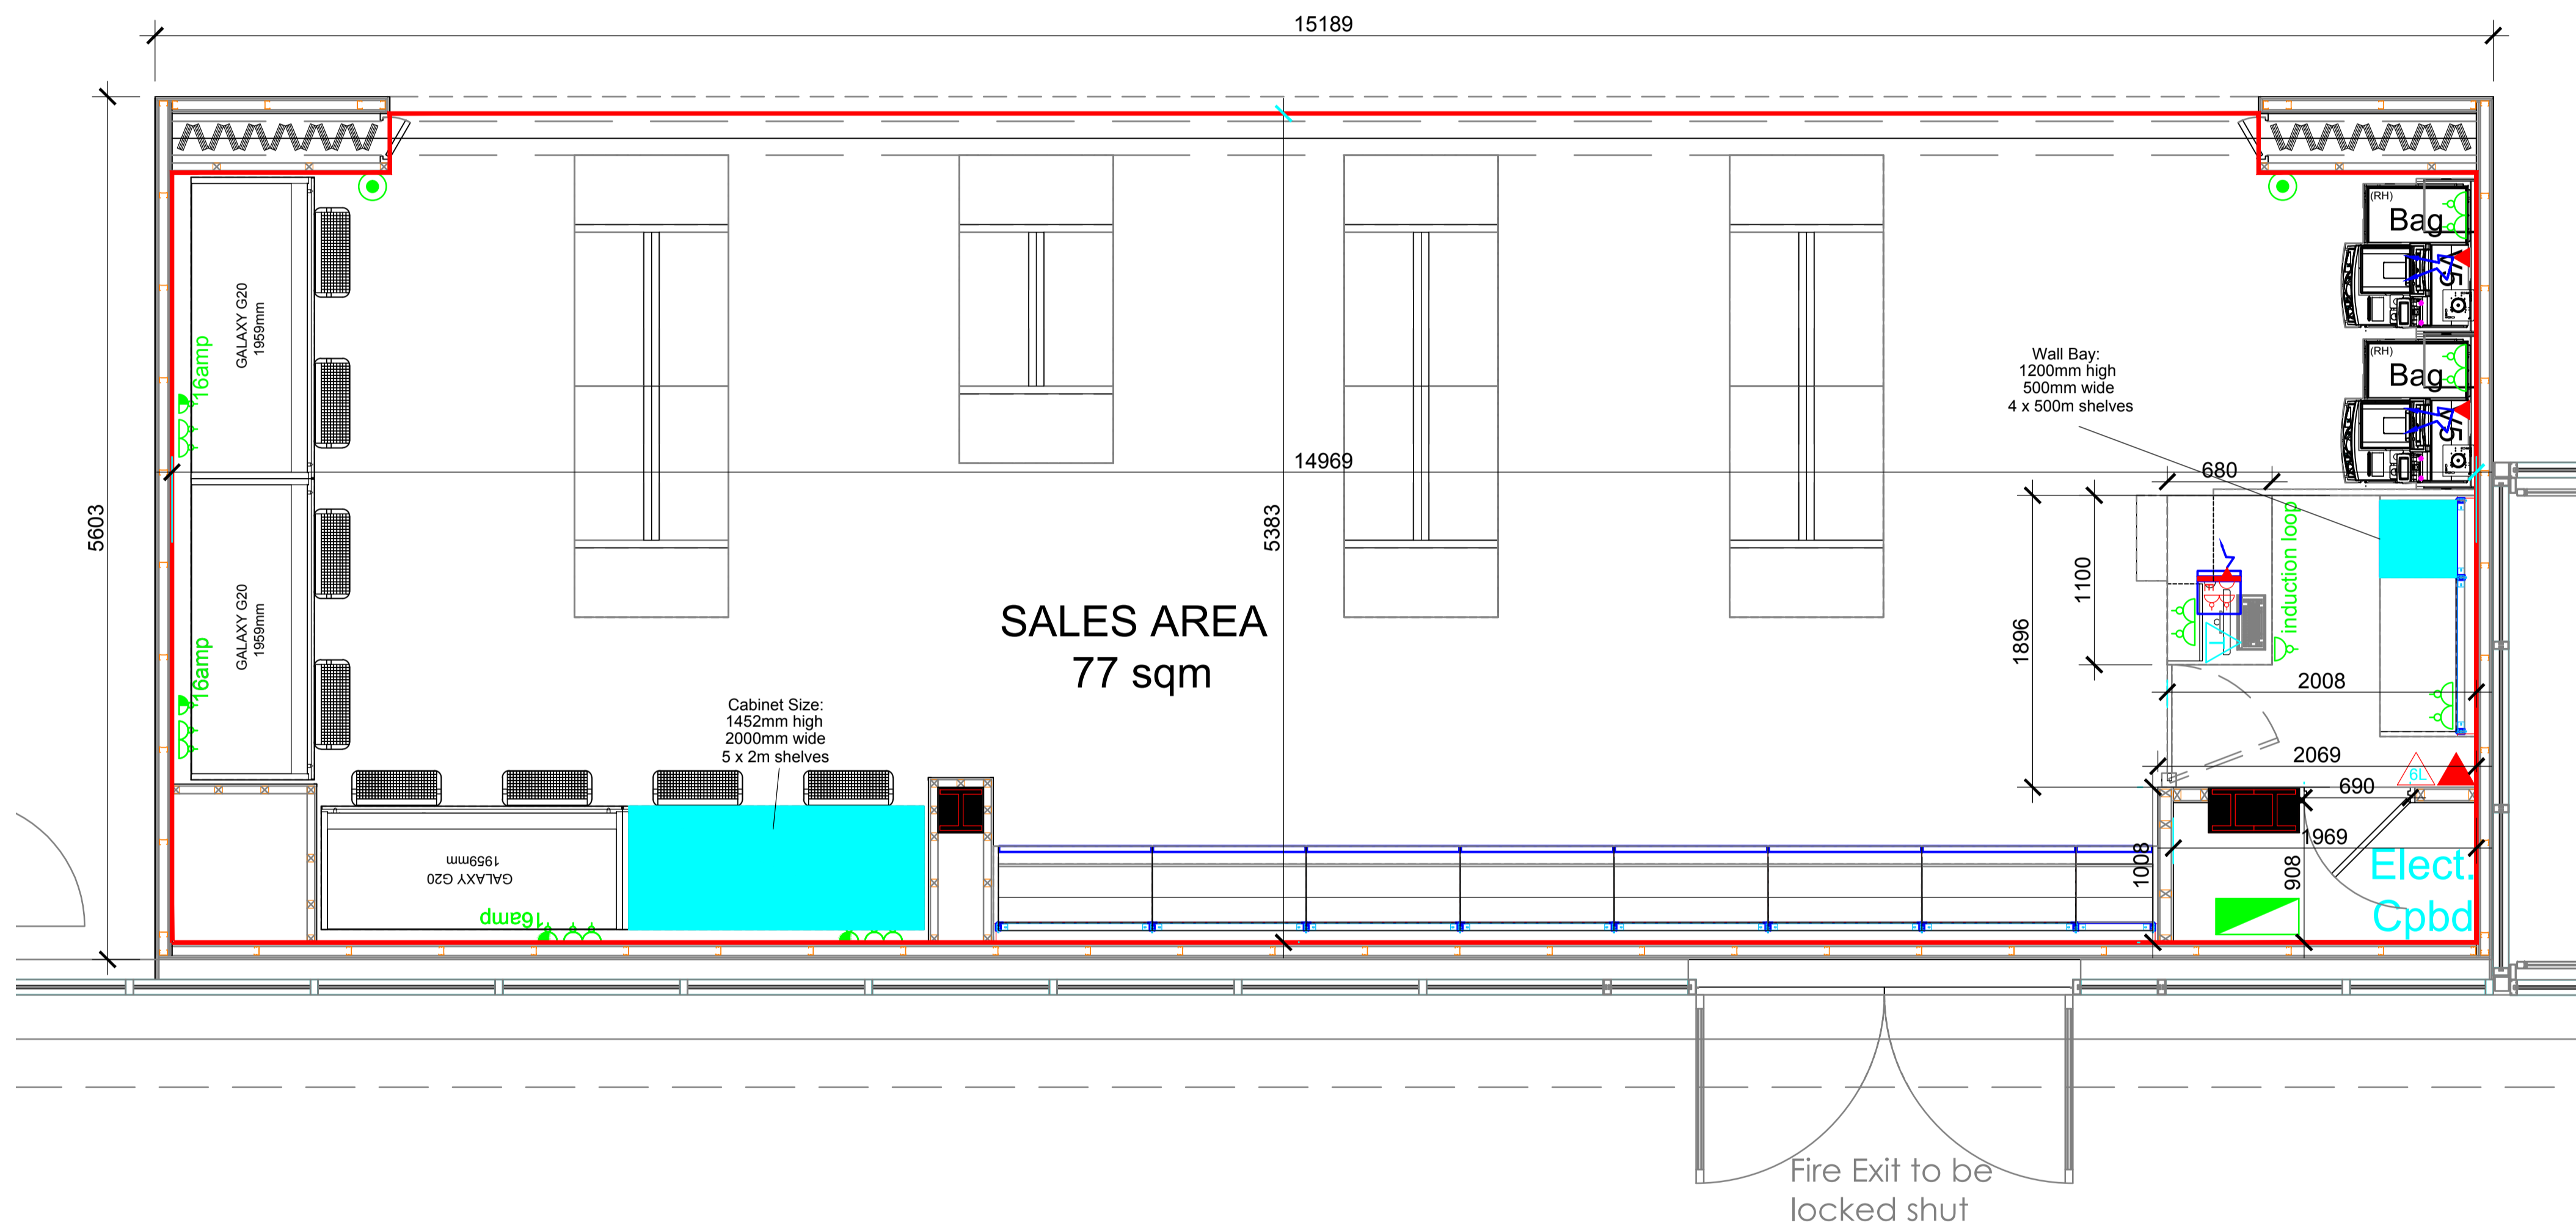 15189
5603
GALAXY G20
1959mm
16amp
GALAXY G20
1959mm
16amp
14969
5383
SALES AREA
77 sqm
Cabinet Size:
1452mm high
2000mm wide
5 x 2m shelves
GALAXY G20
1959mm
16amp
Wall Bay:
1200mm high
500mm wide
4 x 500m shelves
(RH)
Bag
V5
(RH)
Bag
V5
680
induction loop
1100
1896
2008
2069
6L
690
1969
1008
908
Elect.
Cpbd
Fire Exit to be
locked shut